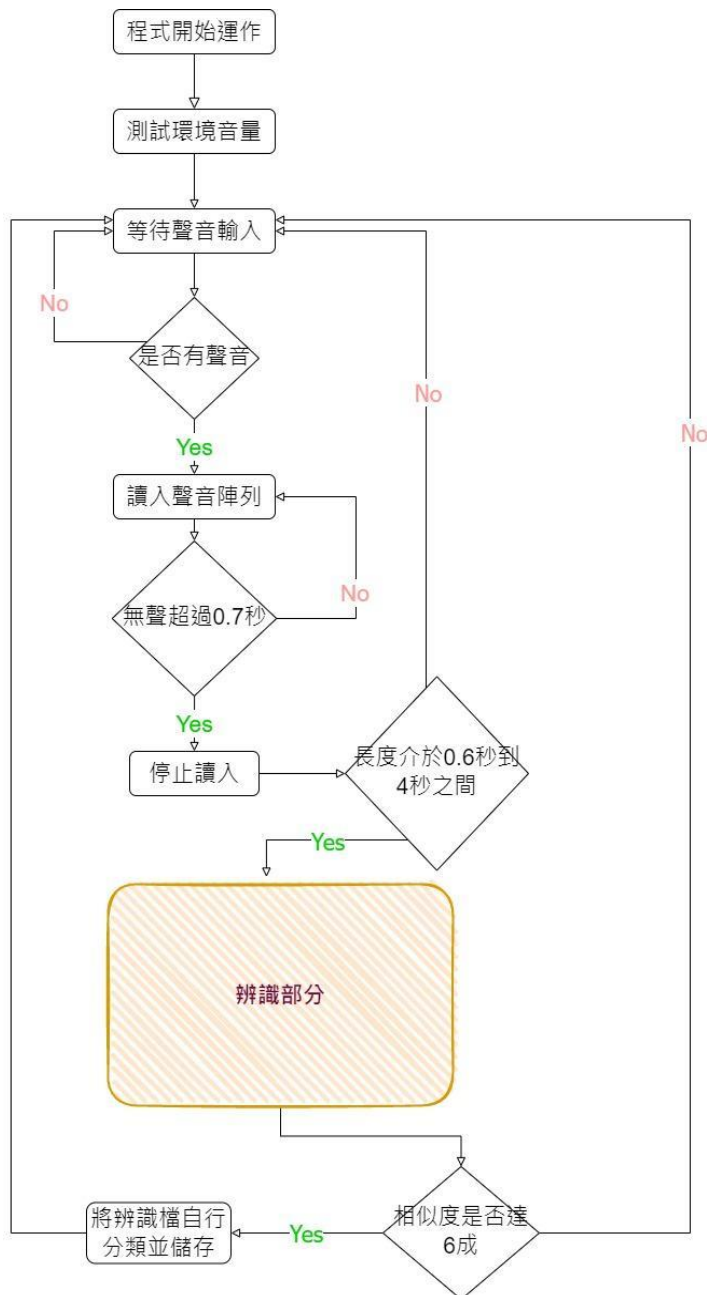 程式開始運作
測試環境音量
等待聲音輸入
No
是否有聲音
No
No
Yes
讀入聲音陣列
No
無聲超過0.7秒
Yes
停止讀入
長度介於0.6秒到
4秒之間
Yes
辨識部分
將辨識檔自行
分類並儲存
Yes
相似度是否達
6成